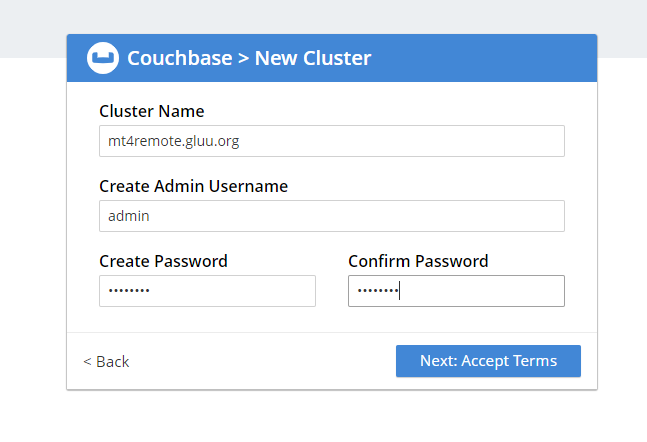 Couchbase > New Cluster
Cluster Name
mt4remote.gluu.org
Create Admin Username
admin
Create Password Confirm Password
•••••••• ••••••••
< Back Next: Accept Terms